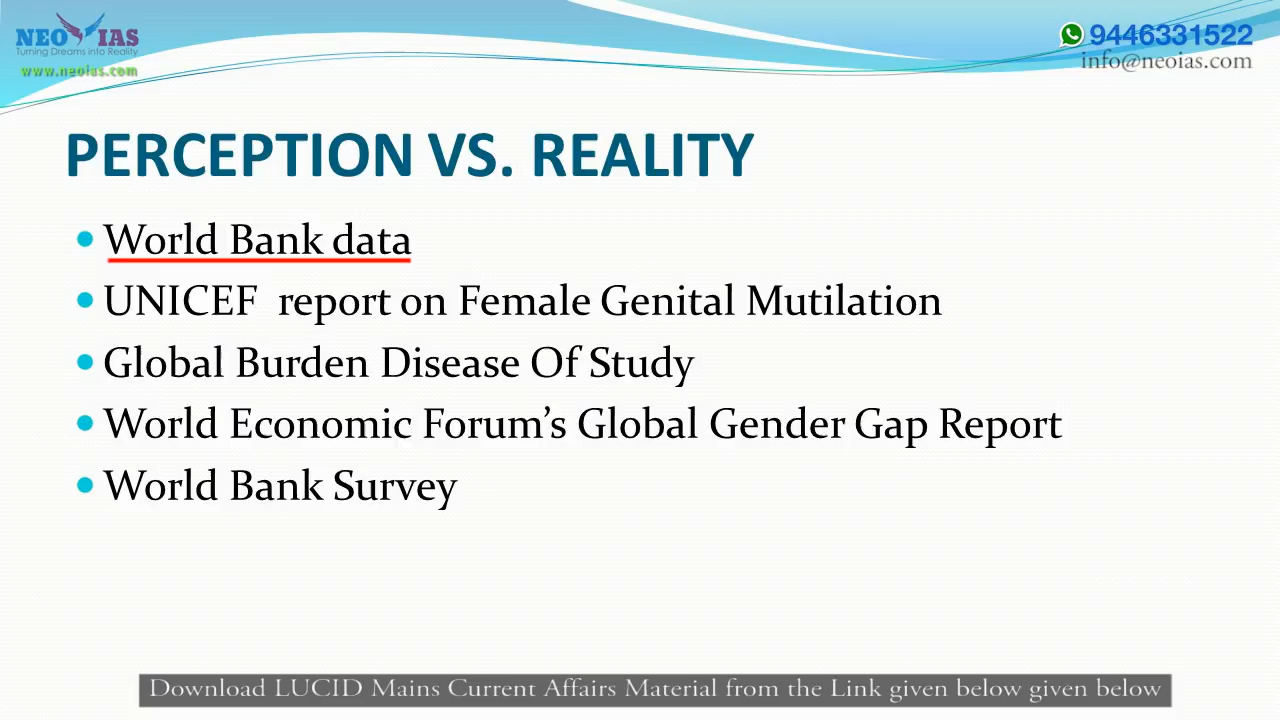 NEO IAS
Turning Dreams into Reality
www.neoias.com
9446331522
info@neoias.com
PERCEPTION VS. REALITY
• World Bank data
• UNICEF report on Female Genital Mutilation
• Global Burden Disease Of Study
• World Economic Forum’s Global Gender Gap Report
• World Bank Survey
Download LUCID Mains Current Affairs Material from the Link given below given below